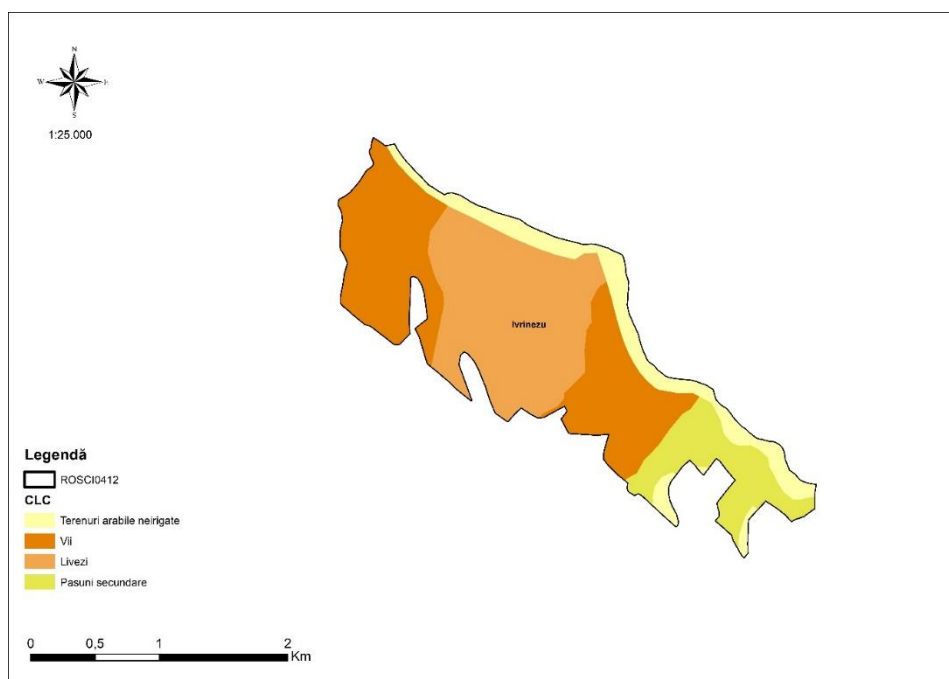 N
W E
S
1:25.000
Ivrinezu
Legendă
ROSCI0412
CLC
Terenuri arabile neirigate
Vii
Livezi
Pasuni secundare
0 0,5 1 2
Km